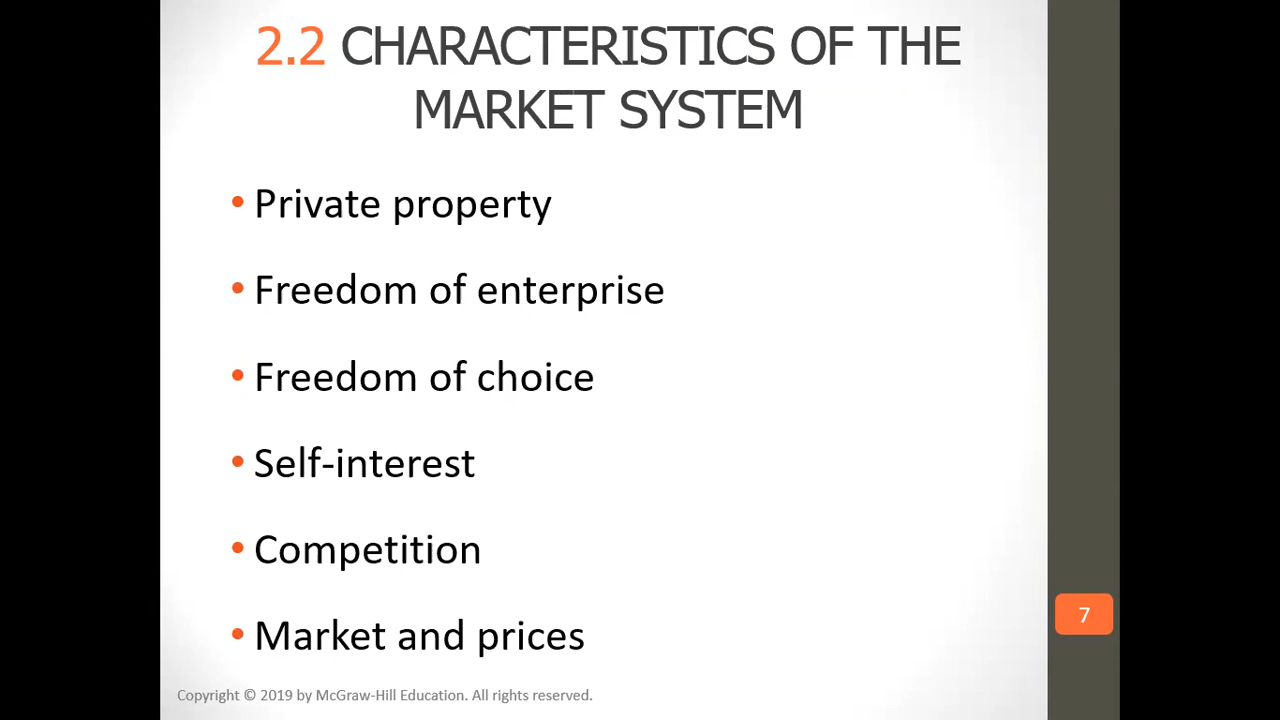 2.2 CHARACTERISTICS OF THE
MARKET SYSTEM
• Private property
• Freedom of enterprise
• Freedom of choice
• Self-interest
• Competition
• Market and prices
7
Copyright © 2019 by McGraw-Hill Education. All rights reserved.